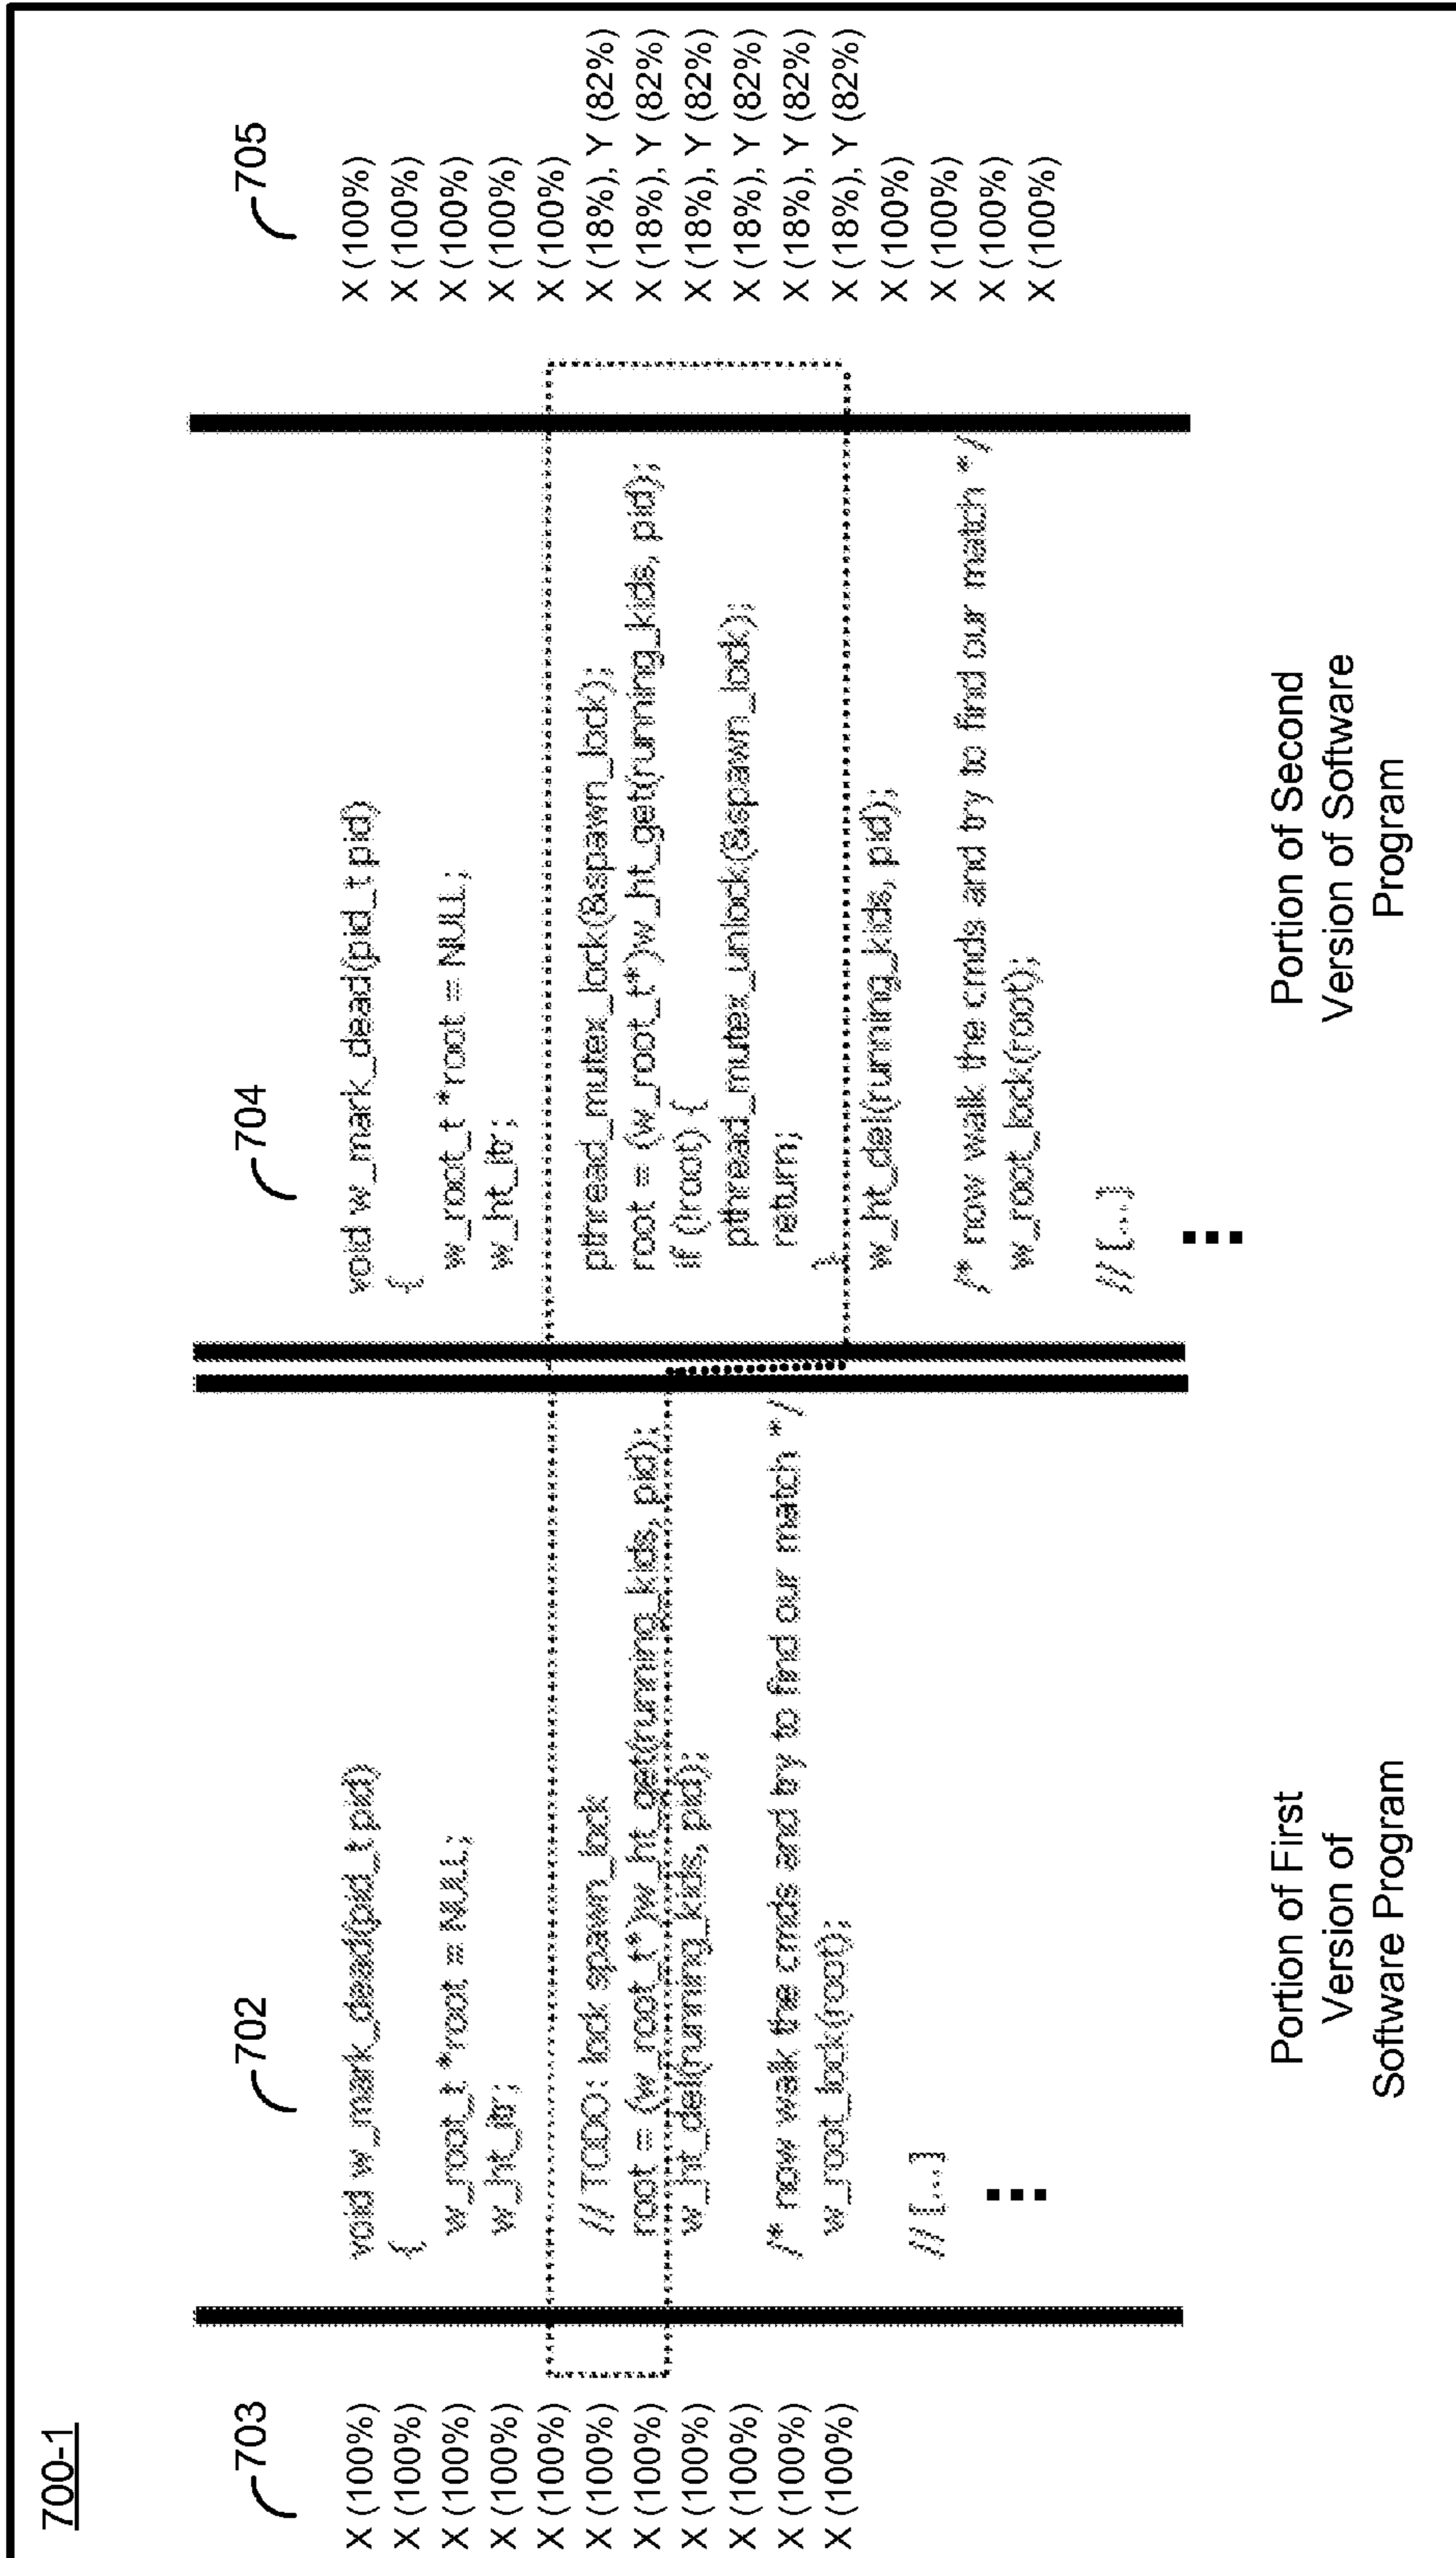 700-1
703
X (100%)
X (100%)
X (100%)
X (100%)
X (100%)
X (100%)
X (100%)
X (100%)
X (100%)
X (100%)
X (100%)
702
void w_mark_dead(pid_t pid)
{
w_root_t *root = NULL;
w_ht_itr;
// TODO: lock spawn_lock
root = (w_root_t*)w_ht_get(running_kids, pid);
w_ht_del(running_kids, pid);
/* now walk the cmds and try to find our match */
w_root_lock(root);
// [...]
Portion of First
Version of
Software Program
704
void w_mark_dead(pid_t pid)
{
w_root_t *root = NULL;
w_ht_itr;
pthread_mutex_lock(&spawn_lock);
root = (w_root_t*)w_ht_get(running_kids, pid);
if (!root) {
pthread_mutex_unlock(&spawn_lock);
return;
}
w_ht_del(running_kids, pid);
/* now walk the cmds and try to find our match */
w_root_lock(root);
// [...]
Portion of Second
Version of Software
Program
705
X (100%)
X (100%)
X (100%)
X (100%)
X (100%)
X (18%), Y (82%)
X (18%), Y (82%)
X (18%), Y (82%)
X (18%), Y (82%)
X (18%), Y (82%)
X (18%), Y (82%)
X (100%)
X (100%)
X (100%)
X (100%)